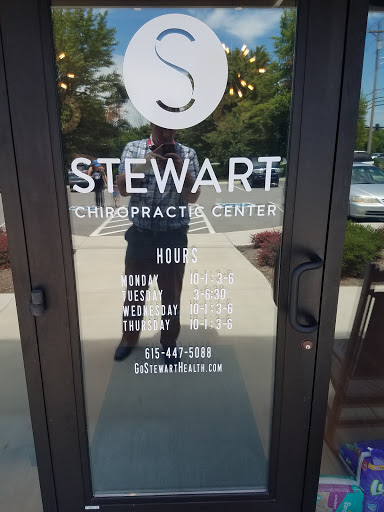 S
STEWART
CHIROPRACTIC CENTER
HOURS
MONDAY 10-1 : 3-6
TUESDAY 3-6:30
WEDNESDAY 10-1 : 3-6
THURSDAY 10-1 : 3-6
615-447-5088
GOSTEWARTHEALTH.COM